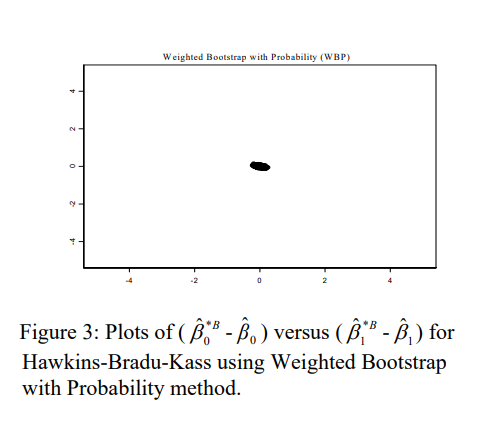 Weighted Bootstrap with Probability (WBP)
4
2
0
-2
-4
-4 -2 0 2 4
Figure 3: Plots of ( β̂₀*ᴮ - β̂₀ ) versus ( β̂₁*ᴮ - β̂₁ ) for
Hawkins-Bradu-Kass using Weighted Bootstrap
with Probability method.